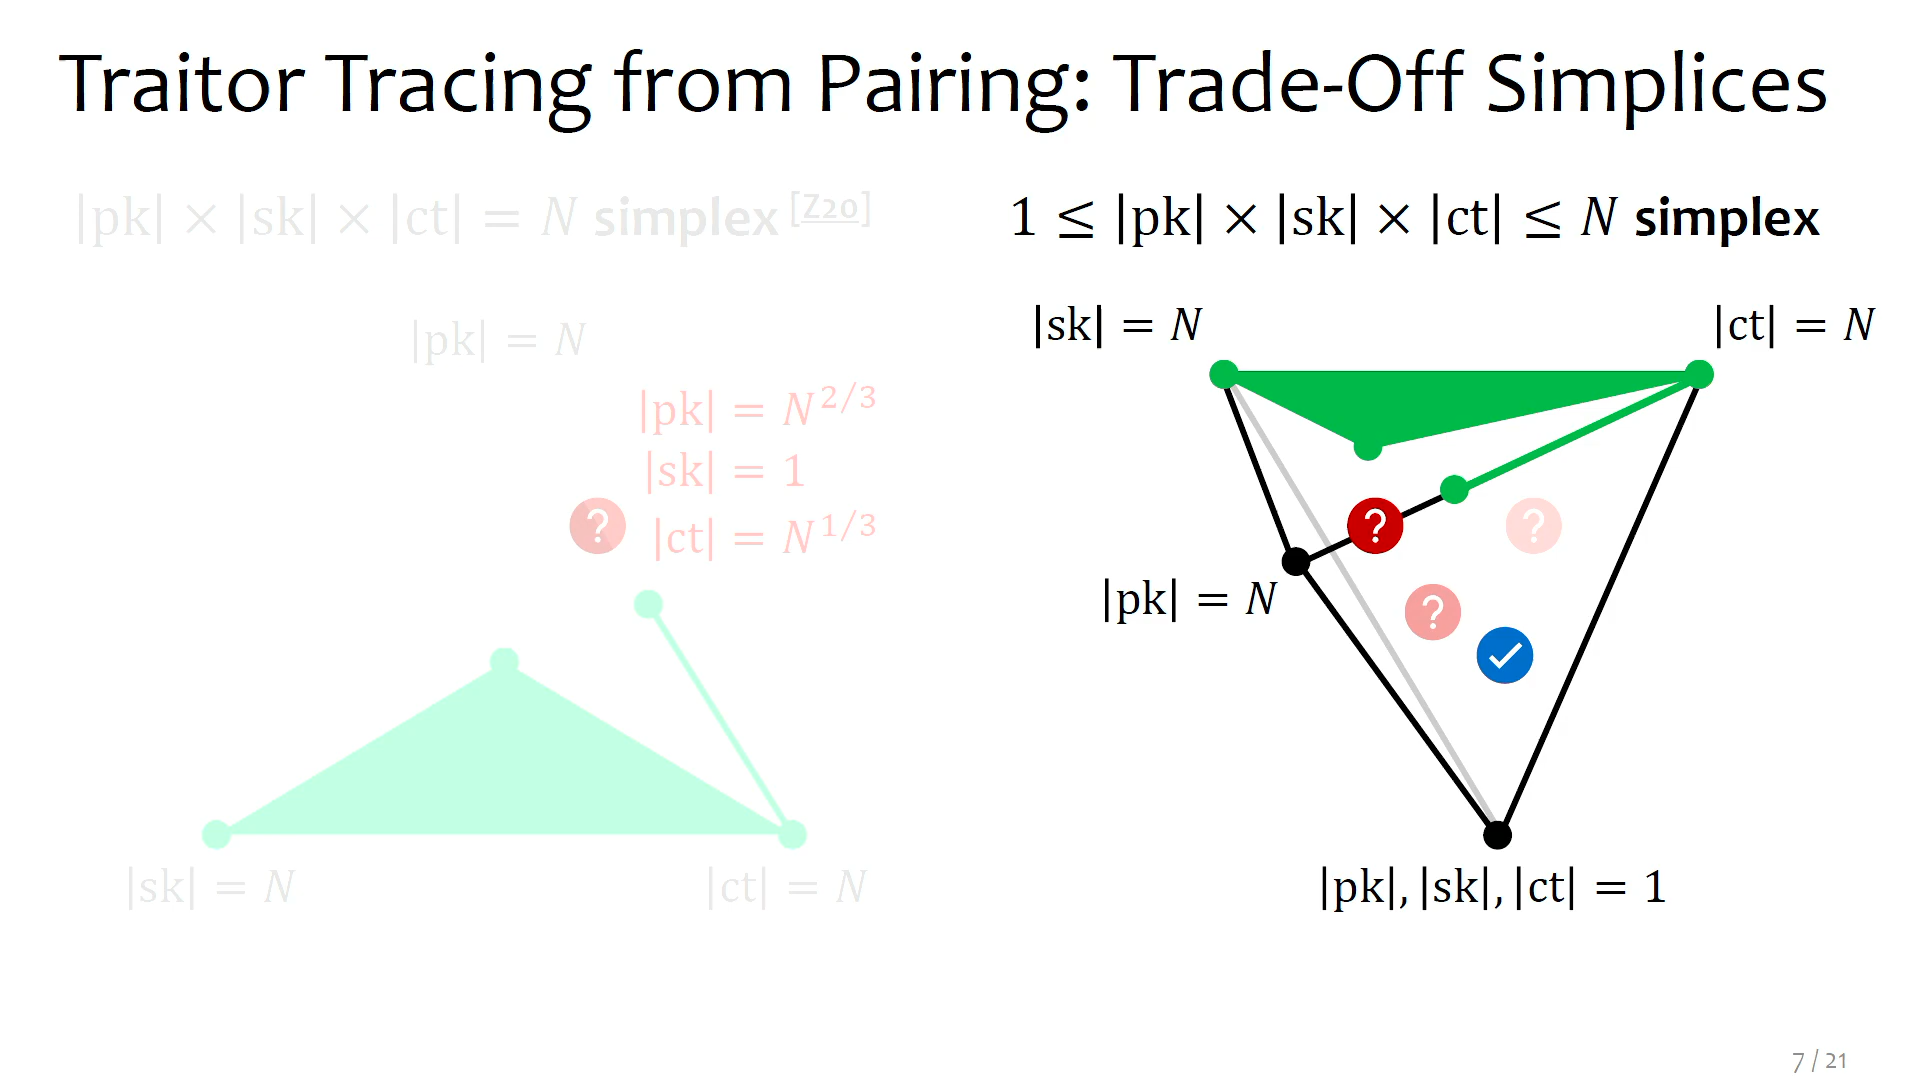 Traitor Tracing from Pairing: Trade-Off Simplices
|pk| × |sk| × |ct| = N simplex [Z20]
|pk| = N
|pk| = N^{2/3}
|sk| = 1
?
|ct| = N^{1/3}
|sk| = N
|ct| = N
1 ≤ |pk| × |sk| × |ct| ≤ N simplex
|sk| = N
|ct| = N
?
?
|pk| = N
?
|pk|, |sk|, |ct| = 1
7 / 21